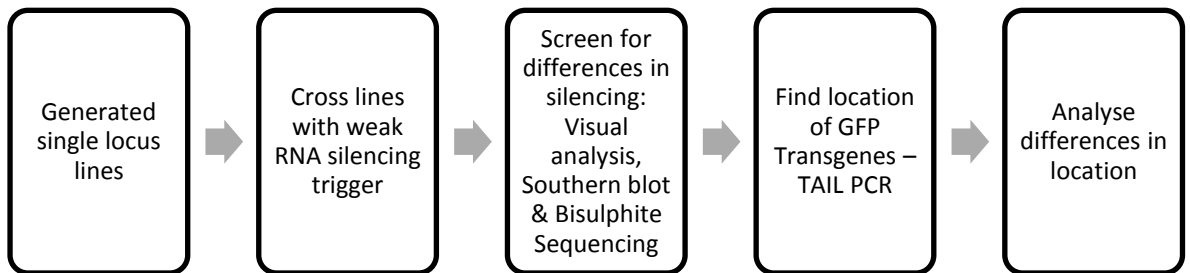 Generated
single locus
lines
Cross lines
with weak
RNA silencing
trigger
Screen for
differences in
silencing:
Visual
analysis,
Southern blot
& Bisulphite
Sequencing
Find location
of GFP
Transgenes –
TAIL PCR
Analyse
differences in
location